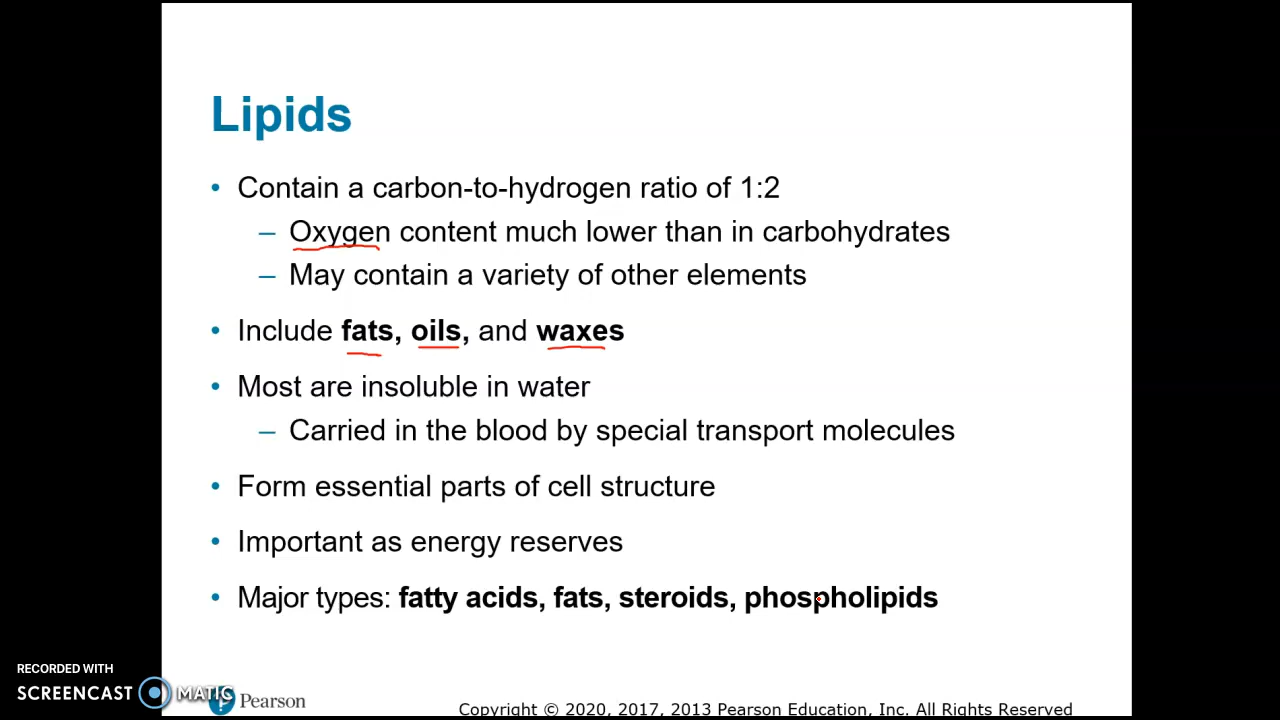 Lipids
• Contain a carbon-to-hydrogen ratio of 1:2
– Oxygen content much lower than in carbohydrates
– May contain a variety of other elements
• Include fats, oils, and waxes
• Most are insoluble in water
– Carried in the blood by special transport molecules
• Form essential parts of cell structure
• Important as energy reserves
• Major types: fatty acids, fats, steroids, phospholipids
RECORDED WITH
SCREENCAST MATIC
Pearson
Copyright © 2020, 2017, 2013 Pearson Education, Inc. All Rights Reserved